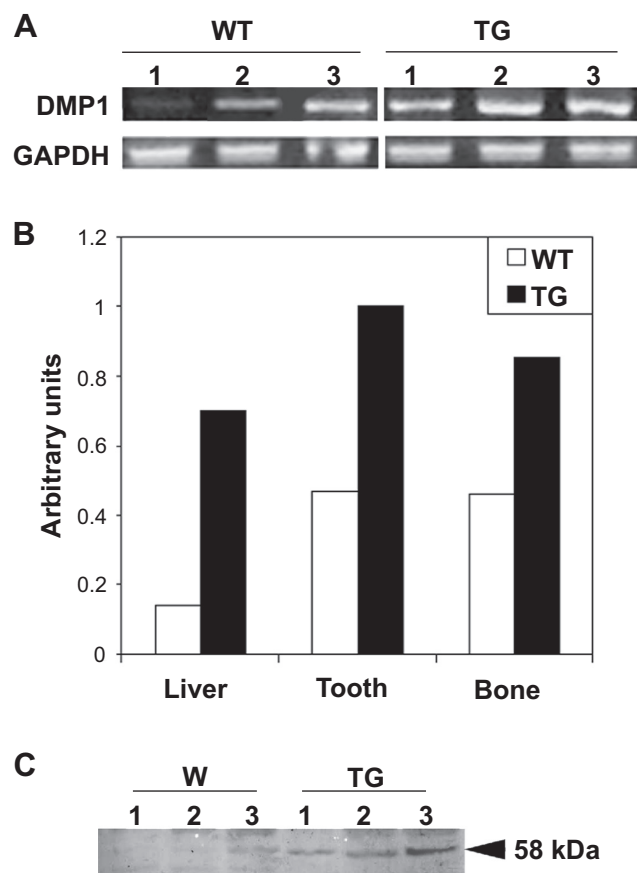 A
WT TG
1 2 3 1 2 3
DMP1
GAPDH
B
1.2
1
0.8
0.6
0.4
0.2
0
Arbitrary units
WT
TG
Liver Tooth Bone
C
W TG
1 2 3 1 2 3
58 kDa